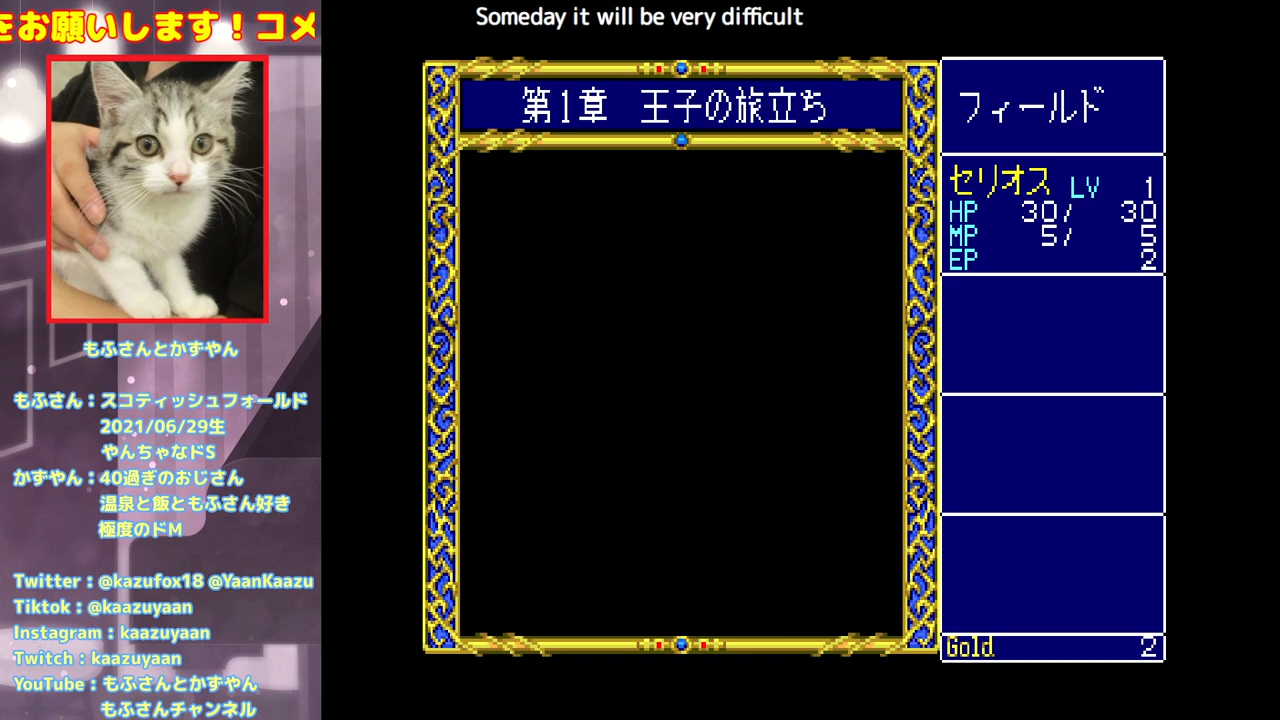 をお願いします！コメ
Someday it will be very difficult
第1章　王子の旅立ち
フィールド
セリオス LV 1
HP 30/ 30
MP 5/ 5
EP 2
Gold 2
もふさんとかずやん
もふさん：スコティッシュフォールド
2021/06/29生
やんちゃなドS
かずやん：40過ぎのおじさん
温泉と飯ともふさん好き
極度のドM
Twitter：@kazufox18 @YaanKaazu
Tiktok：@kaazuyaan
Instagram：kaazuyaan
Twitch：kaazuyaan
YouTube：もふさんとかずやん
もふさんチャンネル